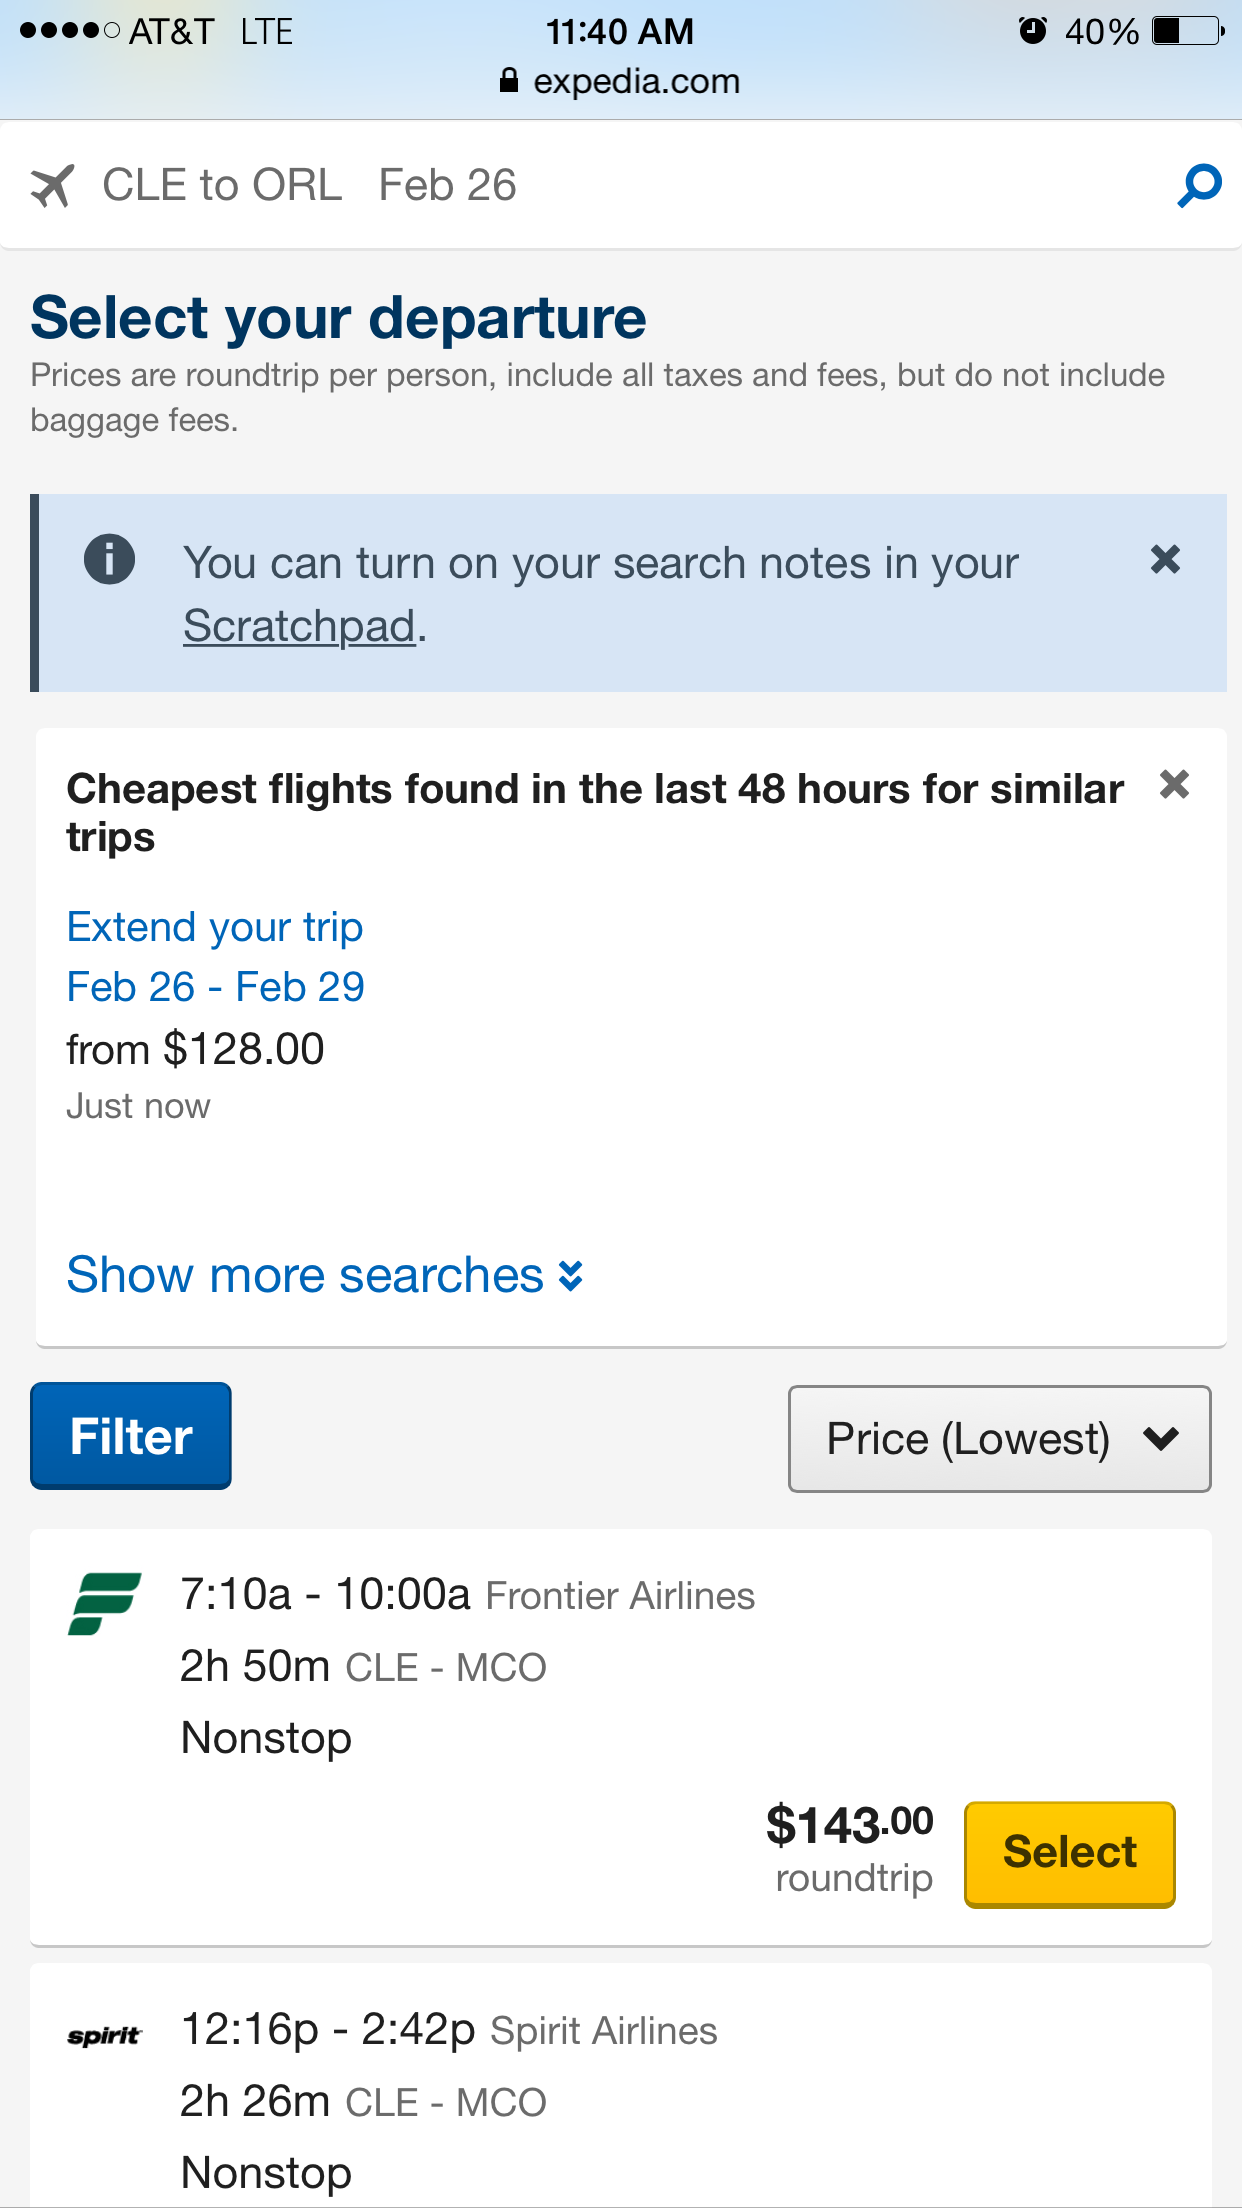 AT&T LTE 11:40 AM 40%
expedia.com
CLE to ORL Feb 26
Select your departure
Prices are roundtrip per person, include all taxes and fees, but do not include
baggage fees.
You can turn on your search notes in your
Scratchpad.
Cheapest flights found in the last 48 hours for similar
trips
Extend your trip
Feb 26 - Feb 29
from $128.00
Just now
Show more searches
Filter Price (Lowest)
7:10a - 10:00a Frontier Airlines
2h 50m CLE - MCO
Nonstop
$143.00
roundtrip
Select
spirit 12:16p - 2:42p Spirit Airlines
2h 26m CLE - MCO
Nonstop